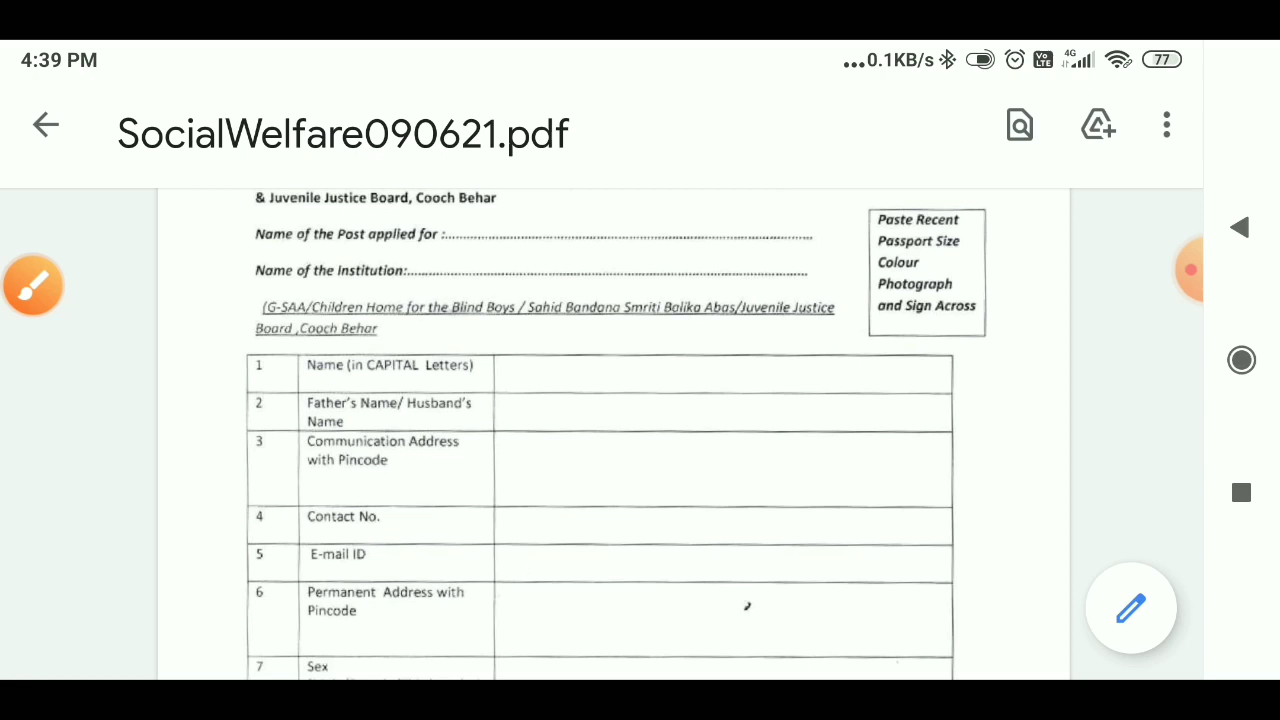 4:39 PM
...0.1KB/s
Vo
LTE
4G
77
SocialWelfare090621.pdf
& Juvenile Justice Board, Cooch Behar
Paste Recent
Passport Size
Colour
Photograph
and Sign Across
Name of the Post applied for :...............................................................................................
Name of the Institution:......................................................................................................
(G-SAA/Children Home for the Blind Boys / Sahid Bandana Smriti Balika Abas/Juvenile Justice
Board ,Cooch Behar
1 Name (in CAPITAL Letters)
2 Father's Name/ Husband's
Name
3 Communication Address
with Pincode
4 Contact No.
5 E-mail ID
6 Permanent Address with
Pincode
7 Sex